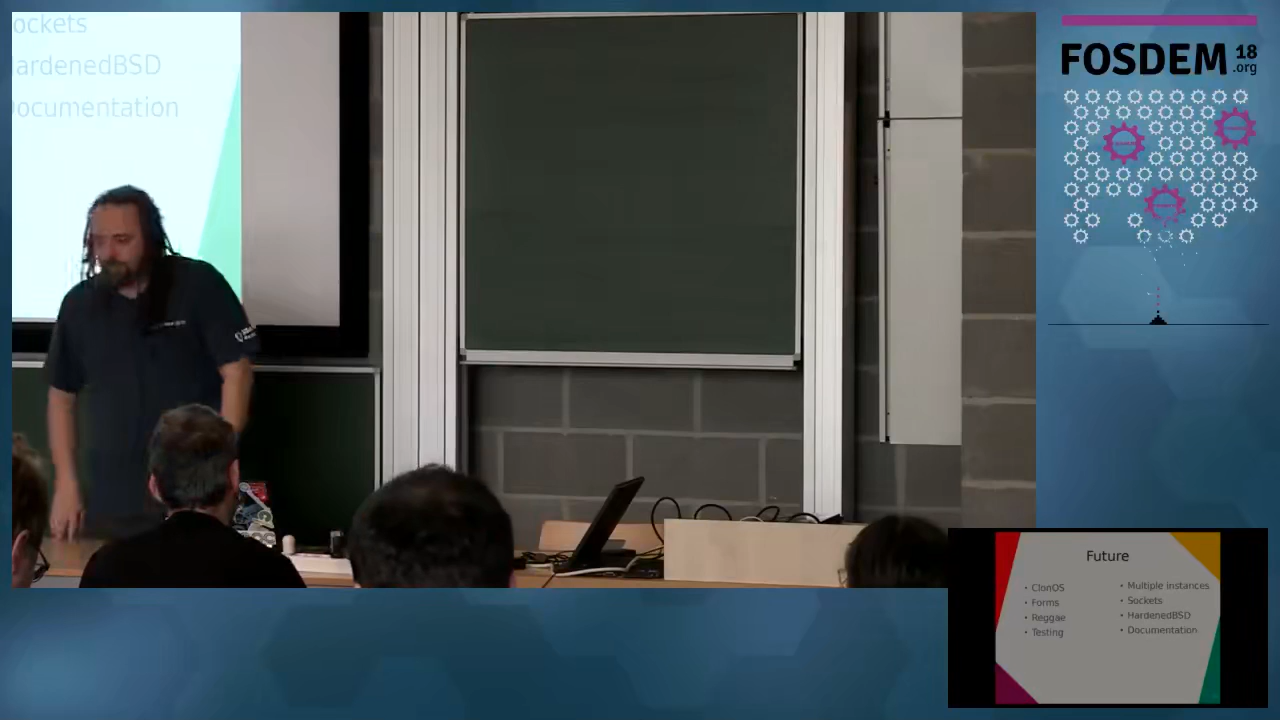 ockets
ardenedBSD
ocumentation
FOSDEM 18
.org
Future
• ClonOS
• Forms
• Reggae
• Testing
• Multiple instances
• Sockets
• HardenedBSD
• Documentation